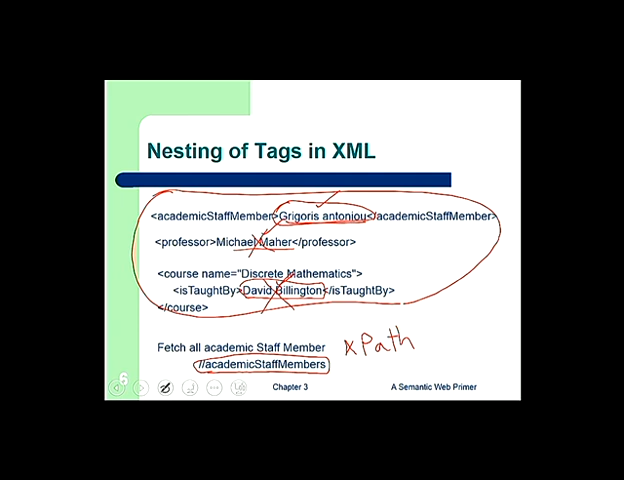 Nesting of Tags in XML
<academicStaffMember>Grigoris antoniou</academicStaffMember>
<professor>Michael Maher</professor>
<course name="Discrete Mathematics">
<isTaughtBy>David Billington</isTaughtBy>
</course>
Fetch all academic Staff Member
xPath
//academicStaffMembers
6
Chapter 3
A Semantic Web Primer